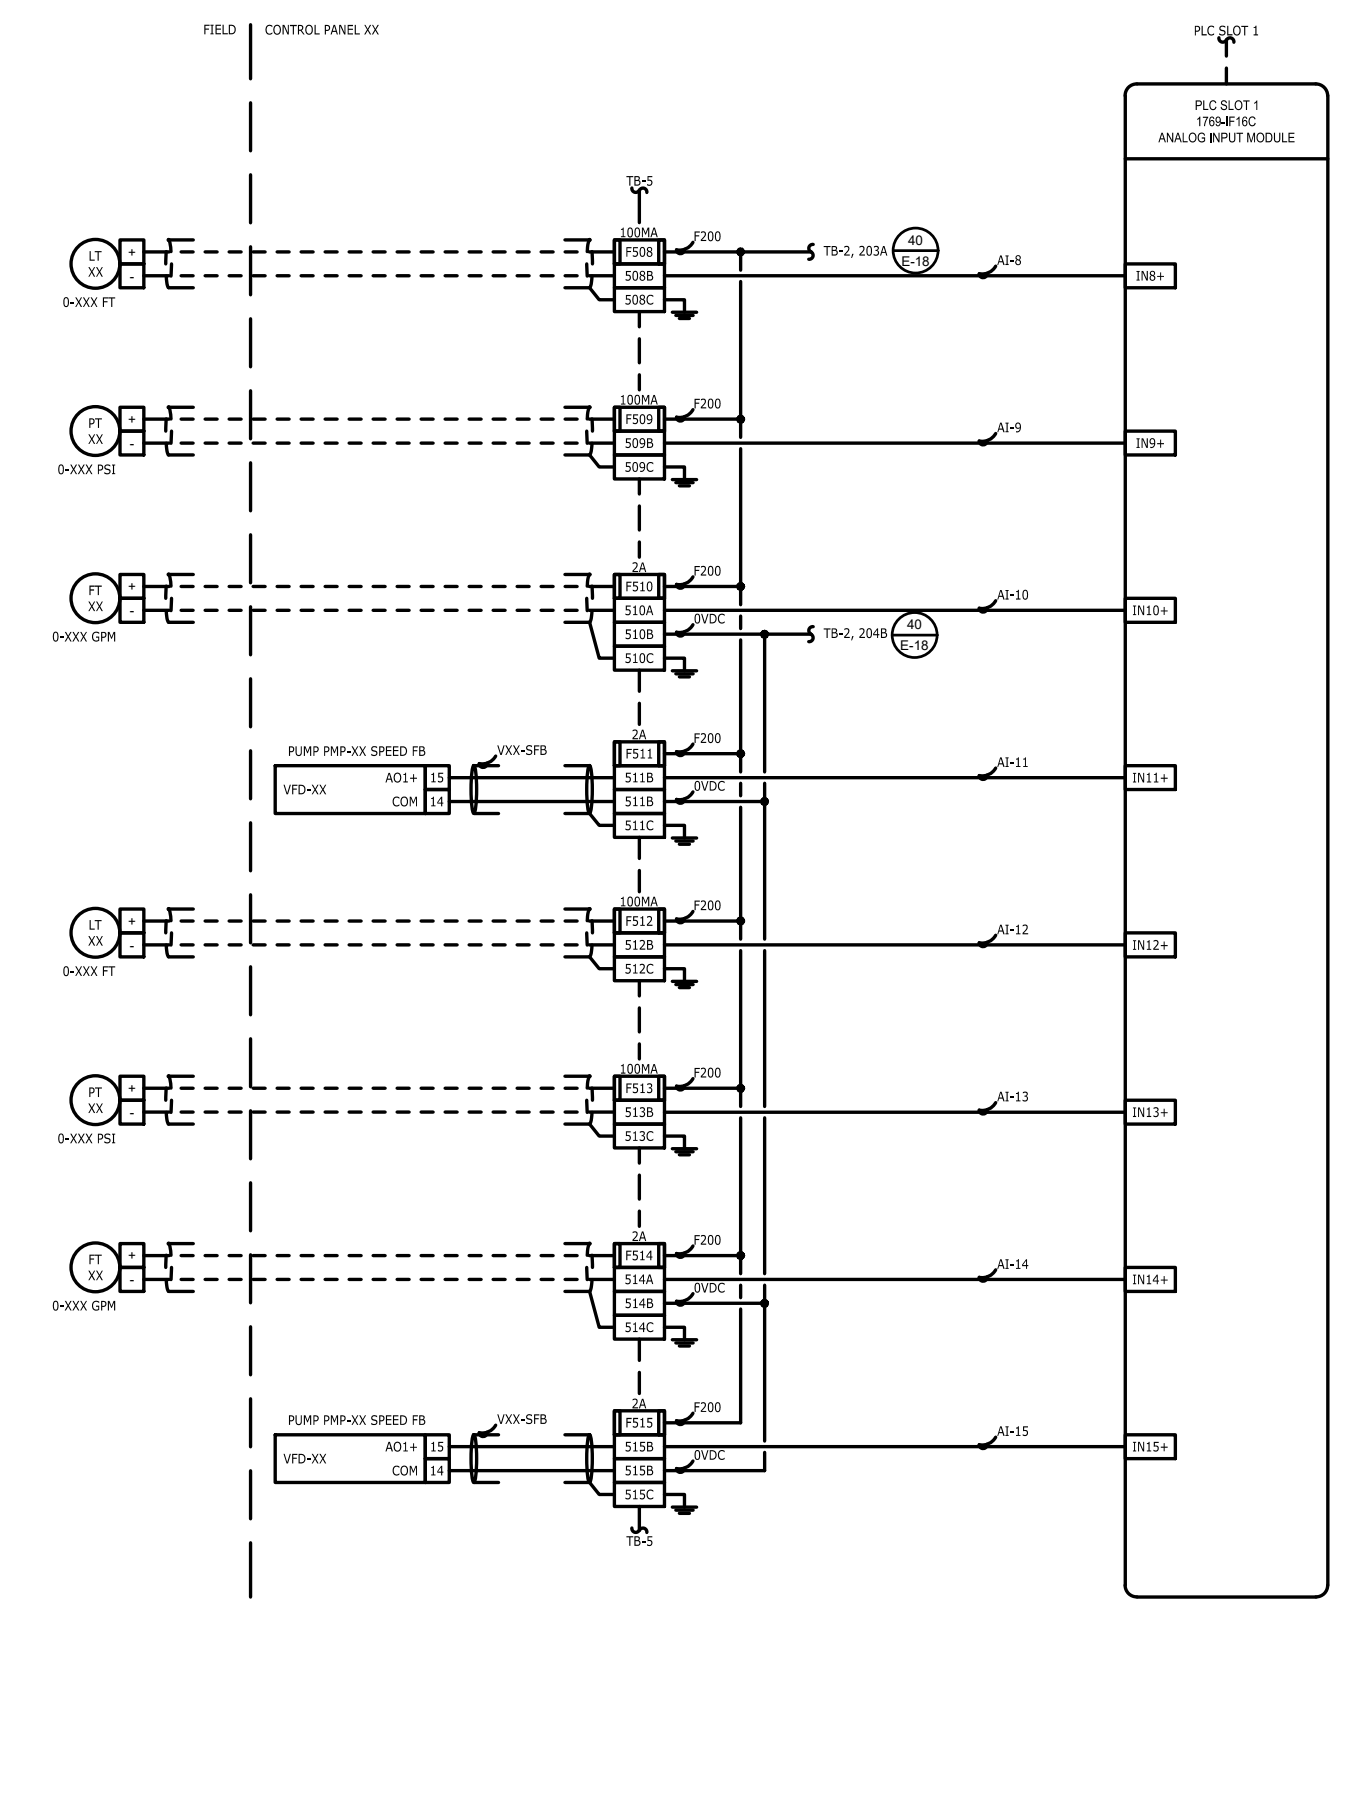 FIELD
CONTROL PANEL XX
PLC SLOT 1
PLC SLOT 1
1769-IF16C
ANALOG INPUT MODULE
TB-5
100MA
LT
XX
+
-
0-XXX FT
F508
508B
508C
F200
TB-2, 203A
40
E-18
AI-8
IN8+
100MA
PT
XX
+
-
0-XXX PSI
F509
509B
509C
F200
AI-9
IN9+
2A
FT
XX
+
-
0-XXX GPM
F510
510A
510B
510C
F200
0VDC
TB-2, 204B
40
E-18
AI-10
IN10+
2A
PUMP PMP-XX SPEED FB
VFD-XX
AO1+ 15
COM 14
VXX-SFB
F511
511B
511B
511C
F200
0VDC
AI-11
IN11+
100MA
LT
XX
+
-
0-XXX FT
F512
512B
512C
F200
AI-12
IN12+
100MA
PT
XX
+
-
0-XXX PSI
F513
513B
513C
F200
AI-13
IN13+
2A
FT
XX
+
-
0-XXX GPM
F514
514A
514B
514C
F200
0VDC
AI-14
IN14+
2A
PUMP PMP-XX SPEED FB
VFD-XX
AO1+ 15
COM 14
VXX-SFB
F515
515B
515B
515C
F200
0VDC
AI-15
IN15+
TB-5